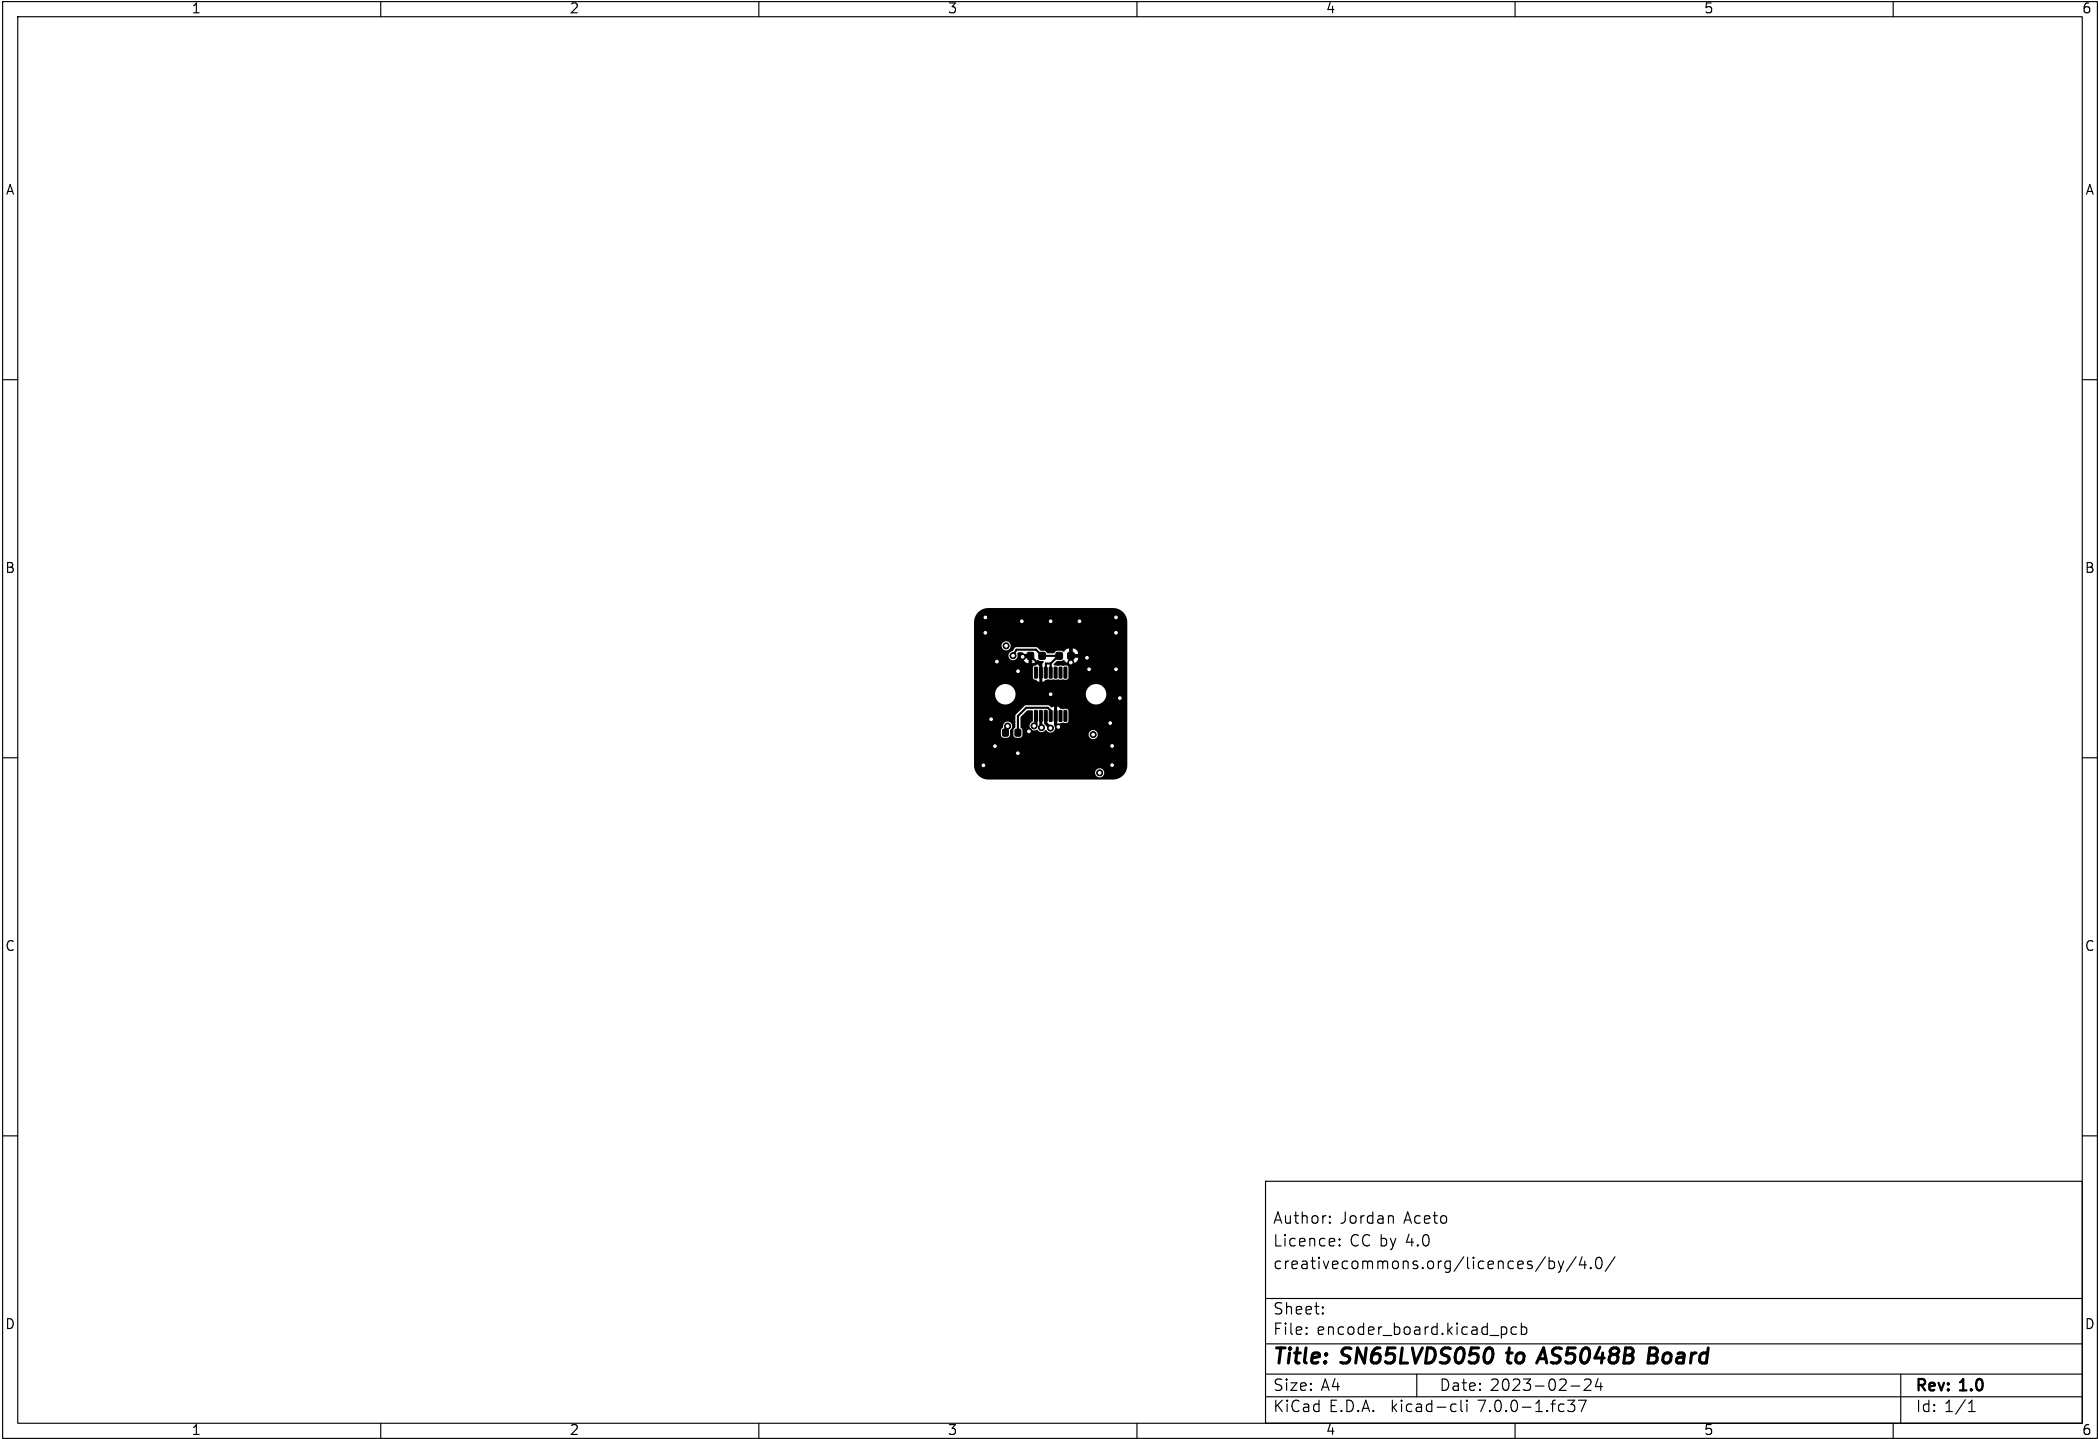 1 2 3 4 5 6
A A
B B
C C
Author: Jordan Aceto
Licence: CC by 4.0
creativecommons.org/licences/by/4.0/
Sheet:
D D
File: encoder_board.kicad_pcb
Title: SN65LVDS050 to AS5048B Board
Size: A4 Date: 2023-02-24 Rev: 1.0
KiCad E.D.A. kicad-cli 7.0.0-1.fc37 Id: 1/1
1 2 3 4 5 6